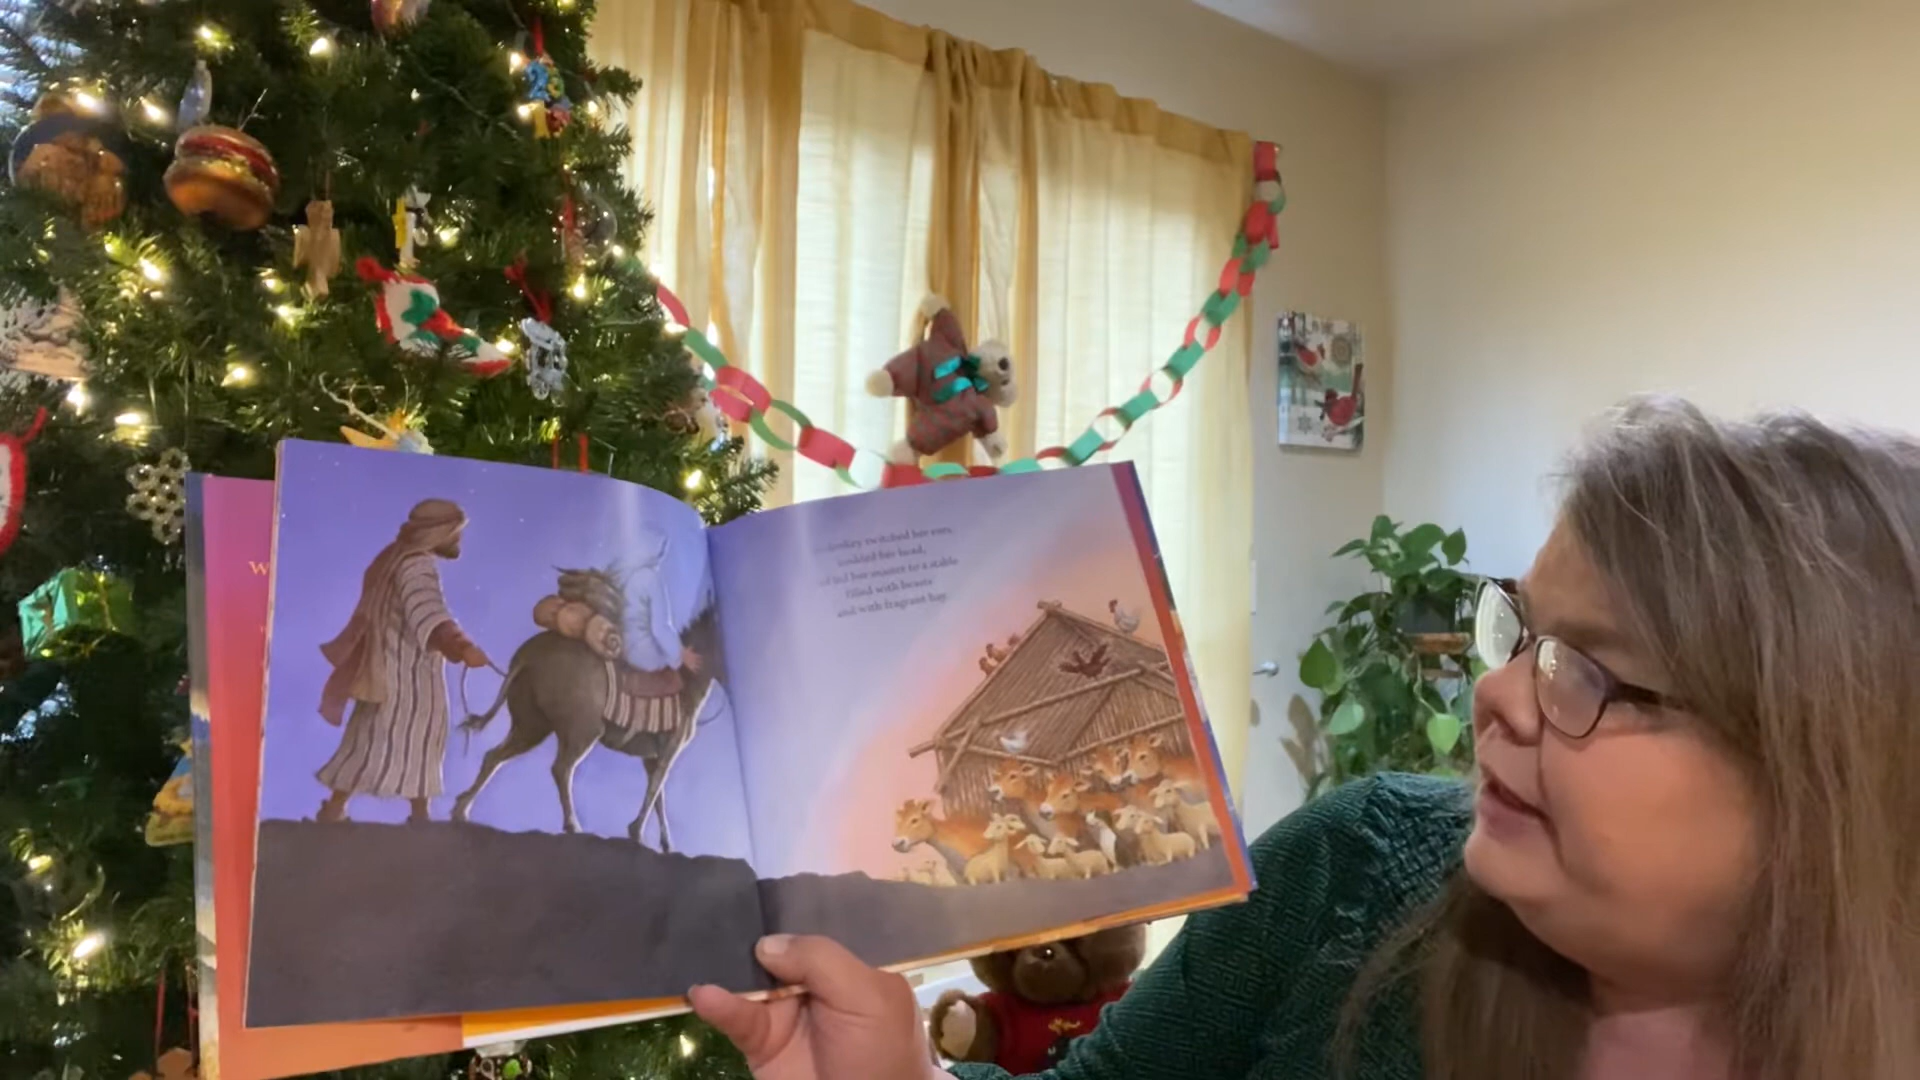 W
donkey twitched her ears,
nodded her head,
led her master to a stable
filled with beasts
and with fragrant hay.